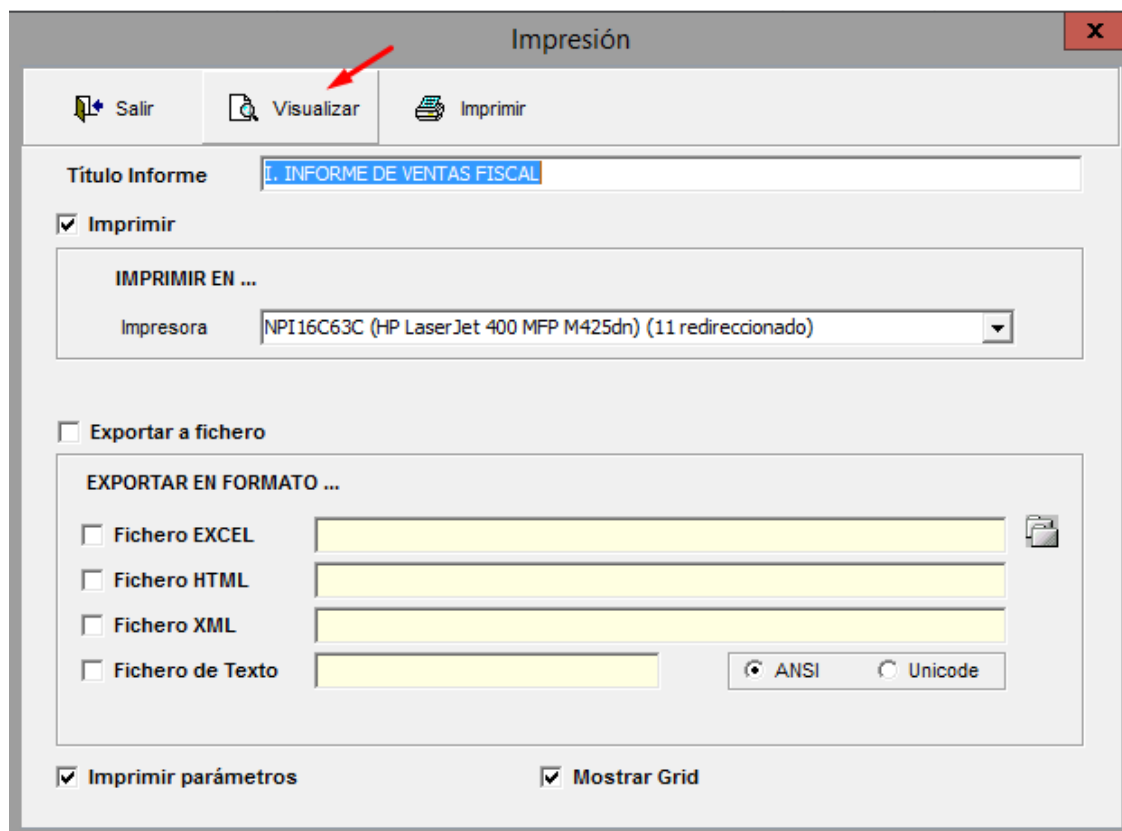 Impresión
x
Salir Visualizar Imprimir
Título Informe I. INFORME DE VENTAS FISCAL
Imprimir
IMPRIMIR EN ...
Impresora NPI16C63C (HP LaserJet 400 MFP M425dn) (11 redireccionado)
Exportar a fichero
EXPORTAR EN FORMATO ...
Fichero EXCEL
Fichero HTML
Fichero XML
Fichero de Texto ANSI Unicode
Imprimir parámetros Mostrar Grid